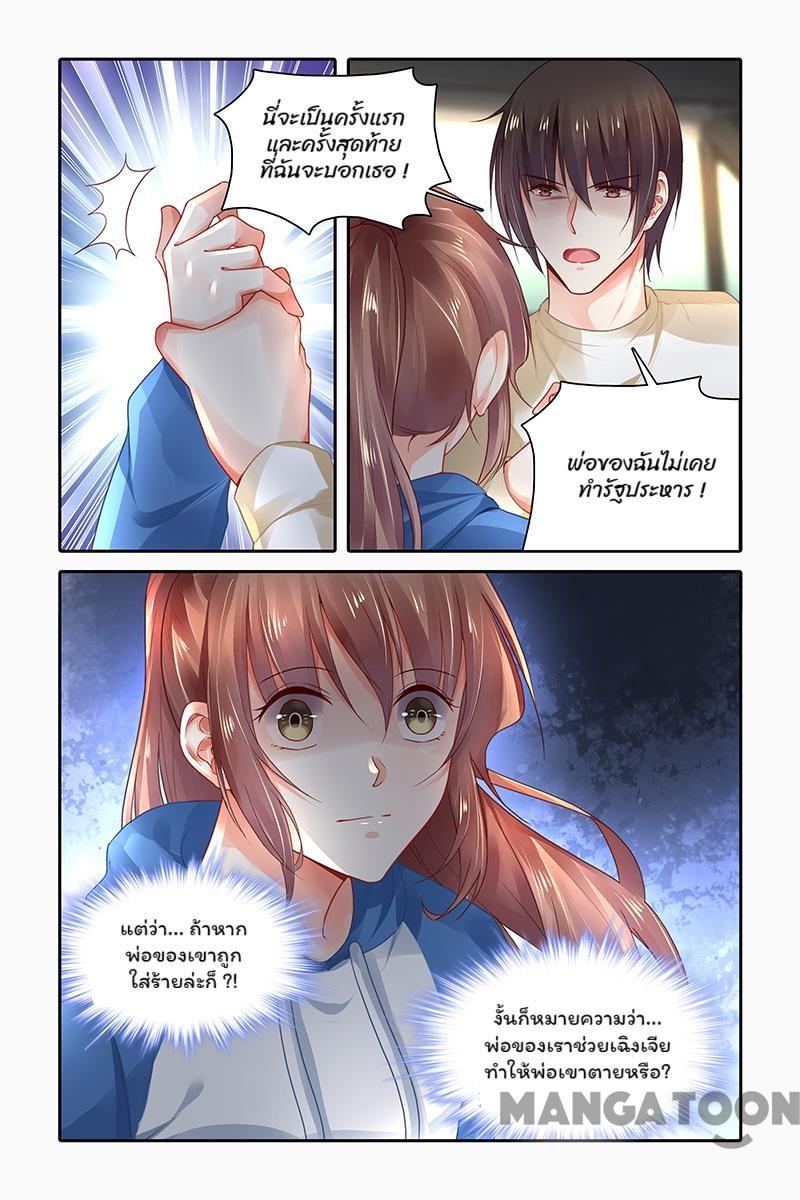 นี่จะเป็นครั้งแรก
และครั้งสุดท้าย
ที่ฉันจะบอกเธอ !
พ่อของฉันไม่เคย
ทำรัฐประหาร !
แต่ว่า... ถ้าหาก
พ่อของเขาถูก
ใส่ร้ายล่ะก็ ?!
งั้นก็หมายความว่า...
พ่อของเราช่วยเฉิงเจีย
ทำให้พ่อเขาตายหรือ?
MANGATOON